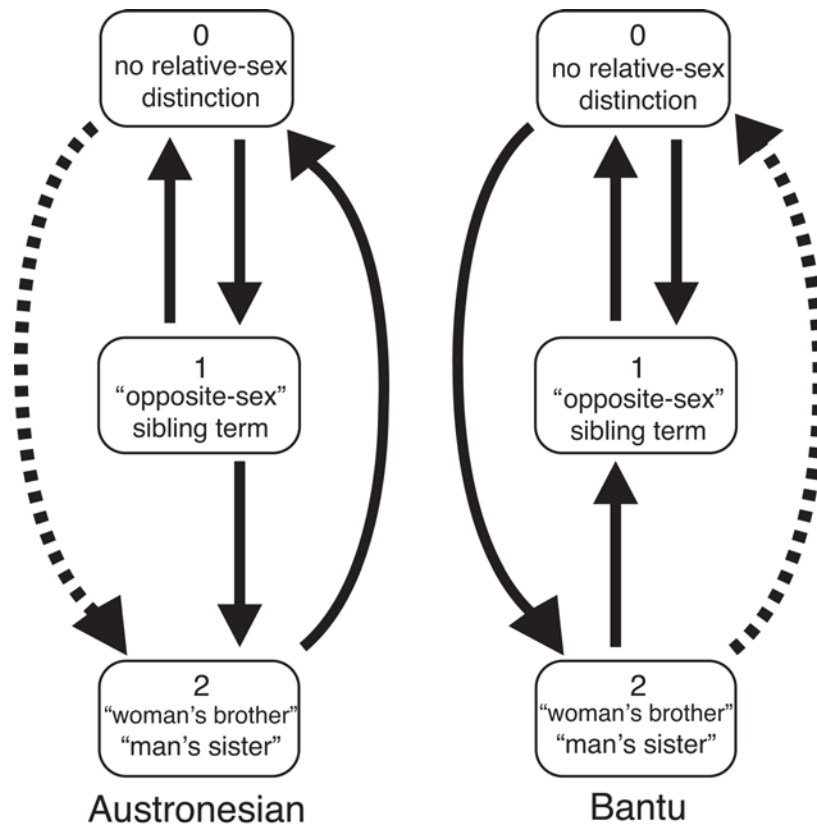 0
no relative-sex
distinction
1
“opposite-sex”
sibling term
2
“woman’s brother”
“man’s sister”
Austronesian
0
no relative-sex
distinction
1
“opposite-sex”
sibling term
2
“woman’s brother”
“man’s sister”
Bantu